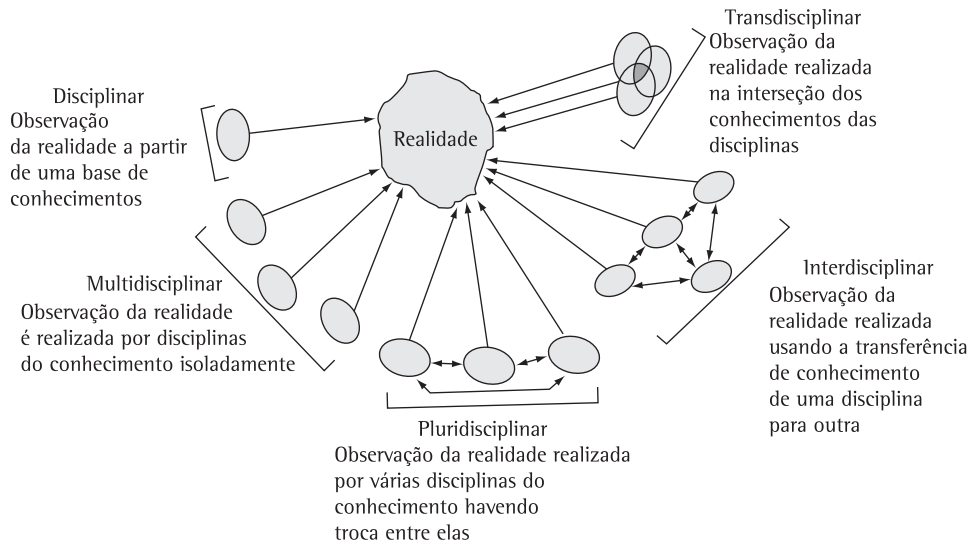 Transdisciplinar
Observação da
realidade realizada
na interseção dos
conhecimentos das
disciplinas
Disciplinar
Observação
da realidade a partir
de uma base de
conhecimentos
Realidade
Multidisciplinar
Observação da realidade
é realizada por disciplinas
do conhecimento isoladamente
Interdisciplinar
Observação da
realidade realizada
usando a transferência
de conhecimento
de uma disciplina
para outra
Pluridisciplinar
Observação da realidade realizada
por várias disciplinas do
conhecimento havendo
troca entre elas